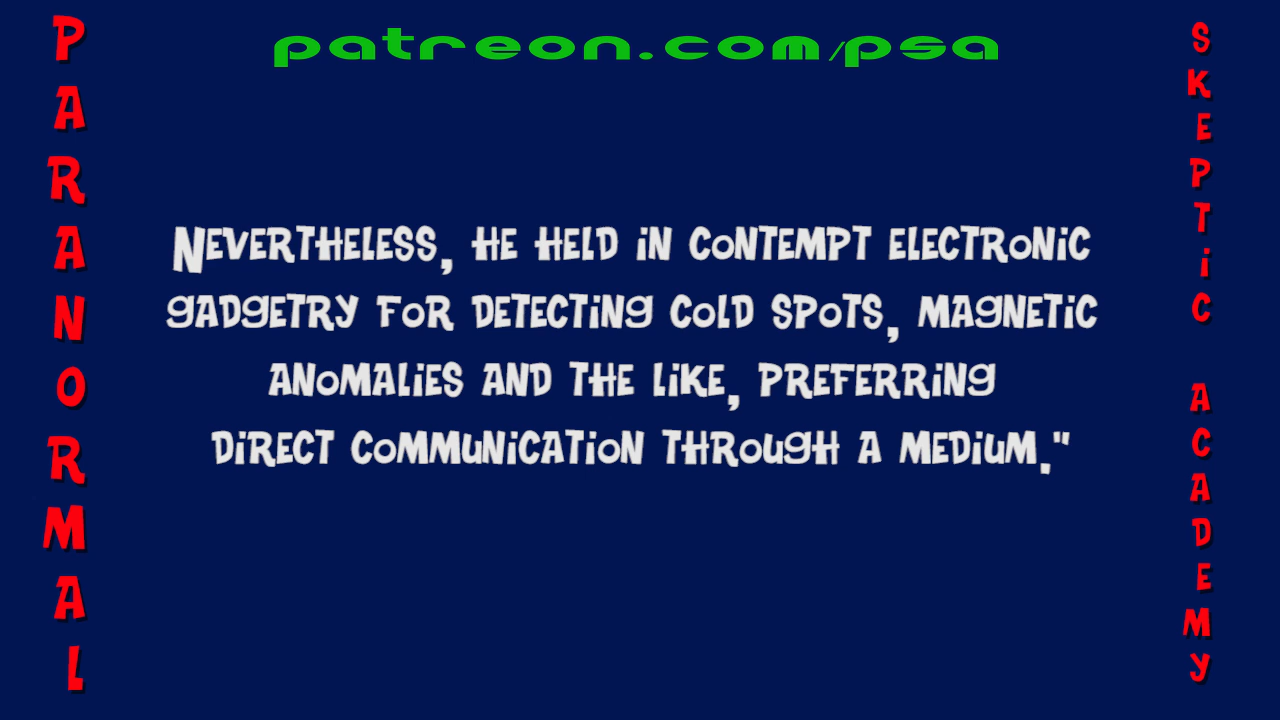 patreon.com/psa
PARANORMAL
Nevertheless, he held in contempt electronic
gadgetry for detecting cold spots, magnetic
anomalies and the like, preferring
direct communication through a medium."
SKEPTIC ACADEMY